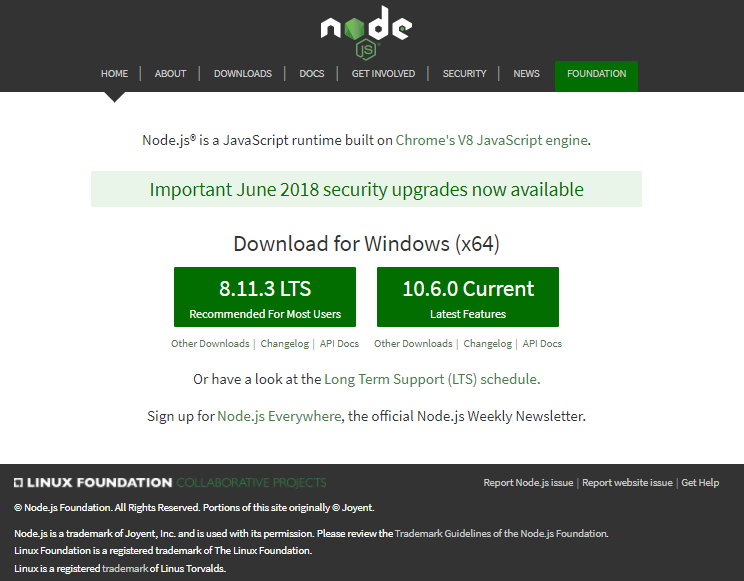 node
JS
HOME | ABOUT | DOWNLOADS | DOCS | GET INVOLVED | SECURITY | NEWS FOUNDATION
Node.js® is a JavaScript runtime built on Chrome's V8 JavaScript engine.
Important June 2018 security upgrades now available
Download for Windows (x64)
8.11.3 LTS 10.6.0 Current
Recommended For Most Users Latest Features
Other Downloads | Changelog | API Docs Other Downloads | Changelog | API Docs
Or have a look at the Long Term Support (LTS) schedule.
Sign up for Node.js Everywhere, the official Node.js Weekly Newsletter.
LINUX FOUNDATION COLLABORATIVE PROJECTS Report Node.js issue | Report website issue | Get Help
© Node.js Foundation. All Rights Reserved. Portions of this site originally © Joyent.
Node.js is a trademark of Joyent, Inc. and is used with its permission. Please review the Trademark Guidelines of the Node.js Foundation.
Linux Foundation is a registered trademark of The Linux Foundation.
Linux is a registered trademark of Linus Torvalds.